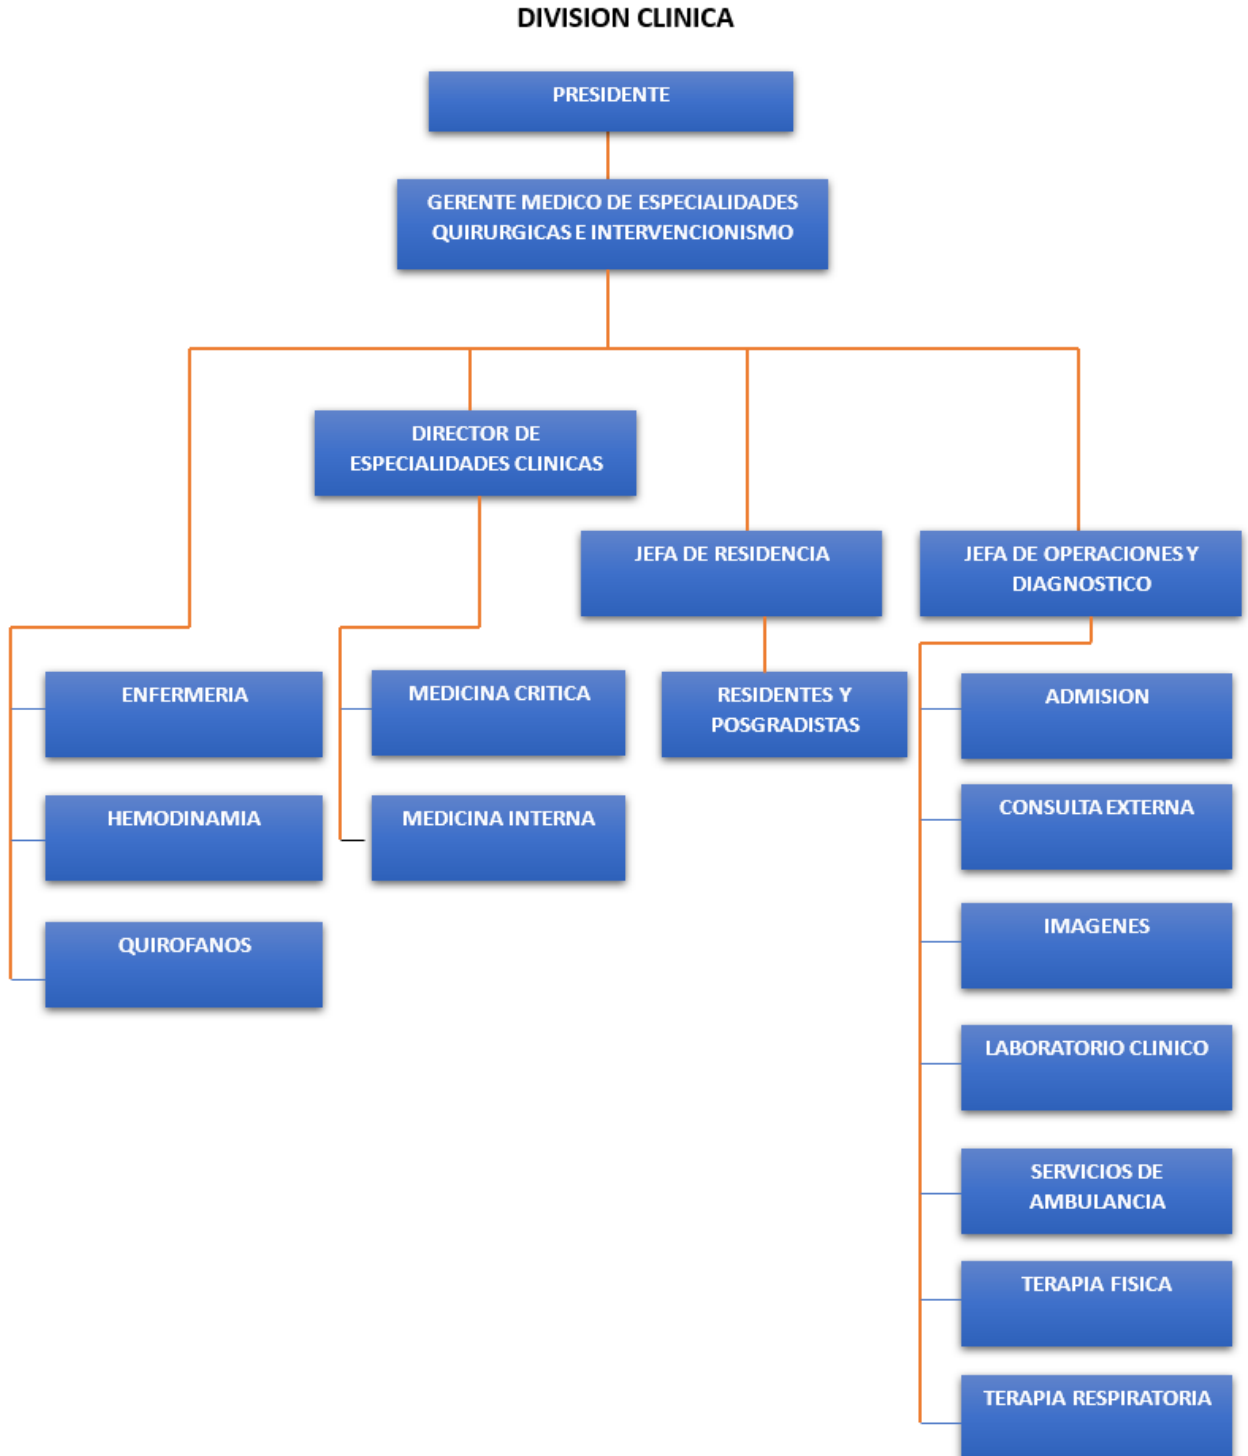 DIVISION CLINICA
PRESIDENTE
GERENTE MEDICO DE ESPECIALIDADES
QUIRURGICAS E INTERVENCIONISMO
DIRECTOR DE
ESPECIALIDADES CLINICAS
JEFA DE RESIDENCIA
JEFA DE OPERACIONES Y
DIAGNOSTICO
ENFERMERIA
HEMODINAMIA
QUIROFANOS
MEDICINA CRITICA
MEDICINA INTERNA
RESIDENTES Y
POSGRADISTAS
ADMISION
CONSULTA EXTERNA
IMAGENES
LABORATORIO CLINICO
SERVICIOS DE
AMBULANCIA
TERAPIA FISICA
TERAPIA RESPIRATORIA